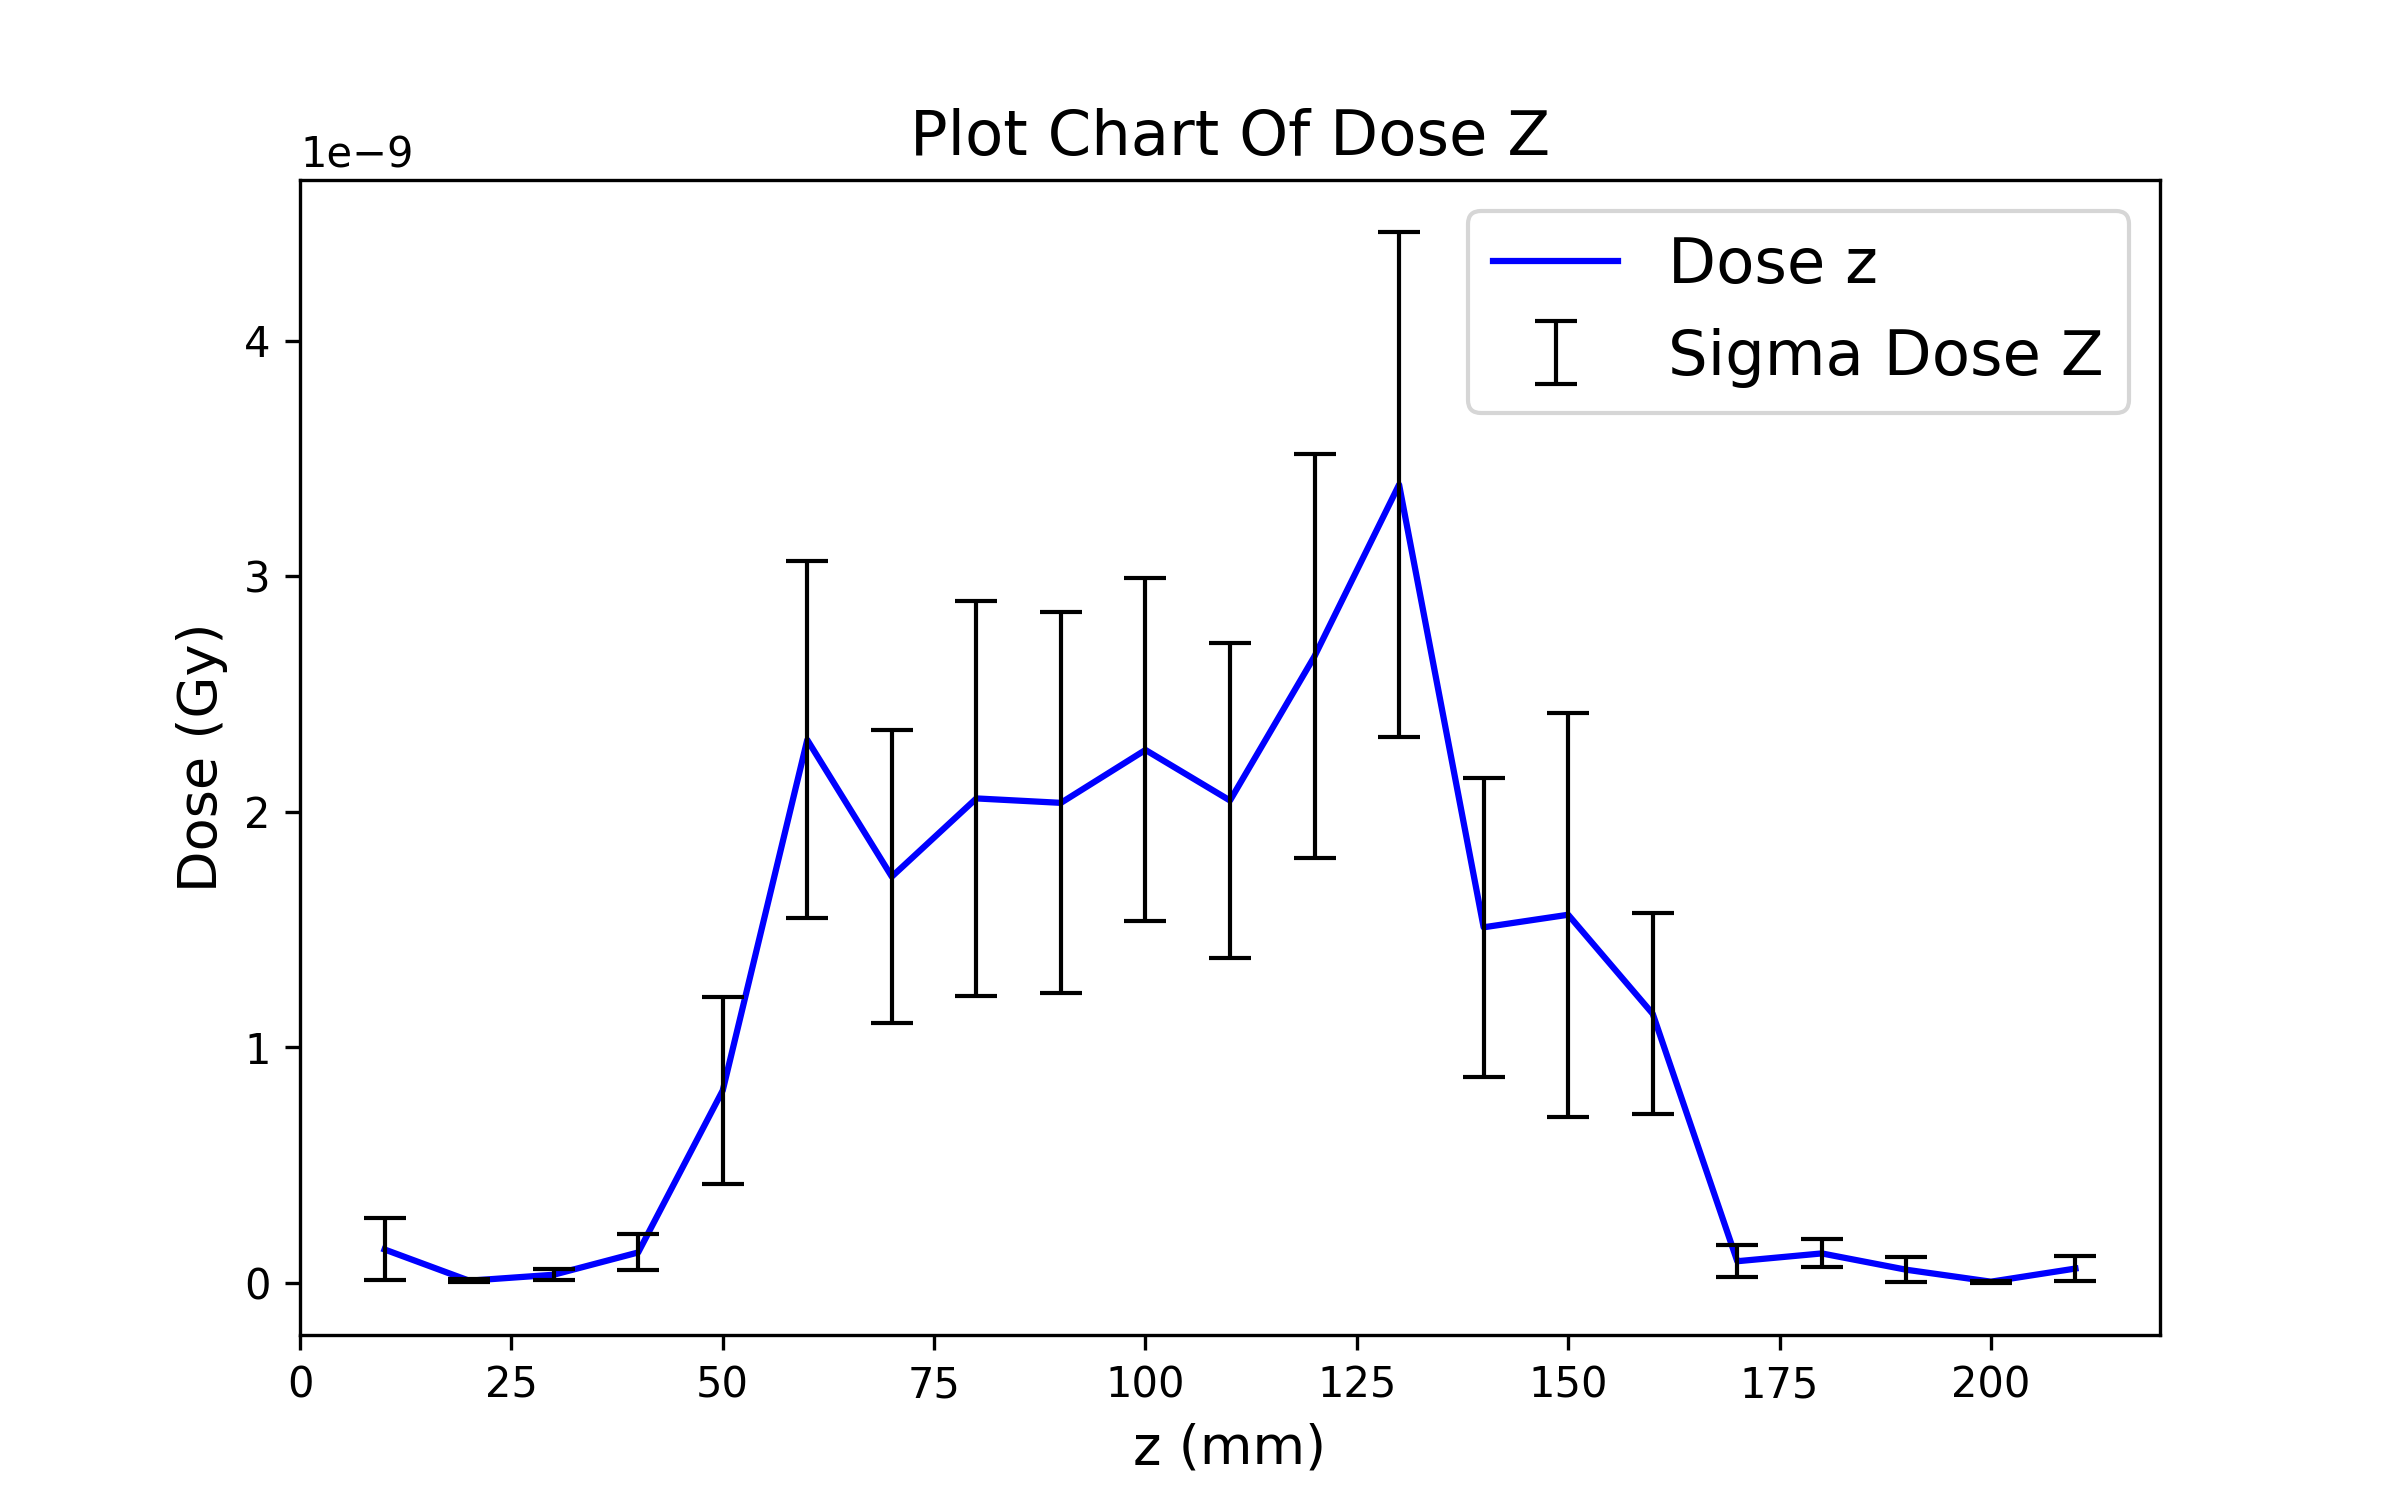 Plot Chart Of Dose Z
1e−9
Dose z
Sigma Dose Z
4
3
2
1
0
Dose (Gy)
0 25 50 75 100 125 150 175 200
z (mm)